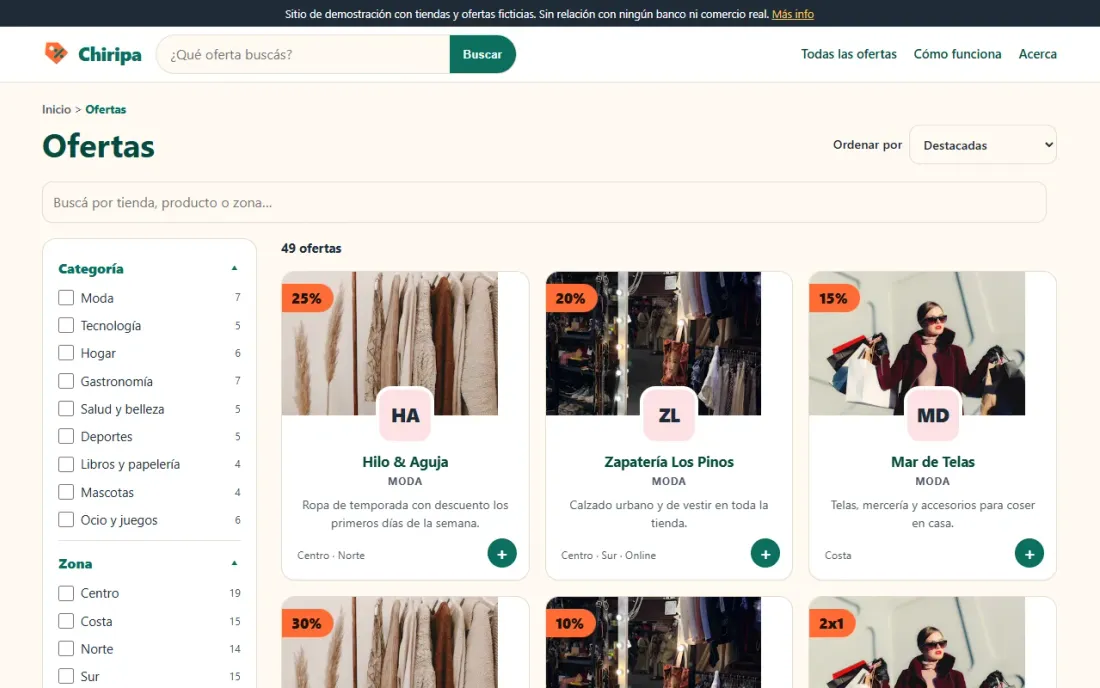 Sitio de demostración con tiendas y ofertas ficticias. Sin relación con ningún banco ni comercio real. Más info
Chiripa
¿Qué oferta buscás?
Buscar
Todas las ofertas
Cómo funciona
Acerca
Inicio > Ofertas
Ofertas
Ordenar por
Destacadas
Buscá por tienda, producto o zona...
Categoría
Moda 7
Tecnología 5
Hogar 6
Gastronomía 7
Salud y belleza 5
Deportes 5
Libros y papelería 4
Mascotas 4
Ocio y juegos 6
Zona
Centro 19
Costa 15
Norte 14
Sur 15
49 ofertas
25%
HA
Hilo & Aguja
MODA
Ropa de temporada con descuento los
primeros días de la semana.
Centro · Norte
+
20%
ZL
Zapatería Los Pinos
MODA
Calzado urbano y de vestir en toda la
tienda.
Centro · Sur · Online
+
15%
MD
Mar de Telas
MODA
Telas, mercería y accesorios para coser
en casa.
Costa
+
30%
10%
2x1